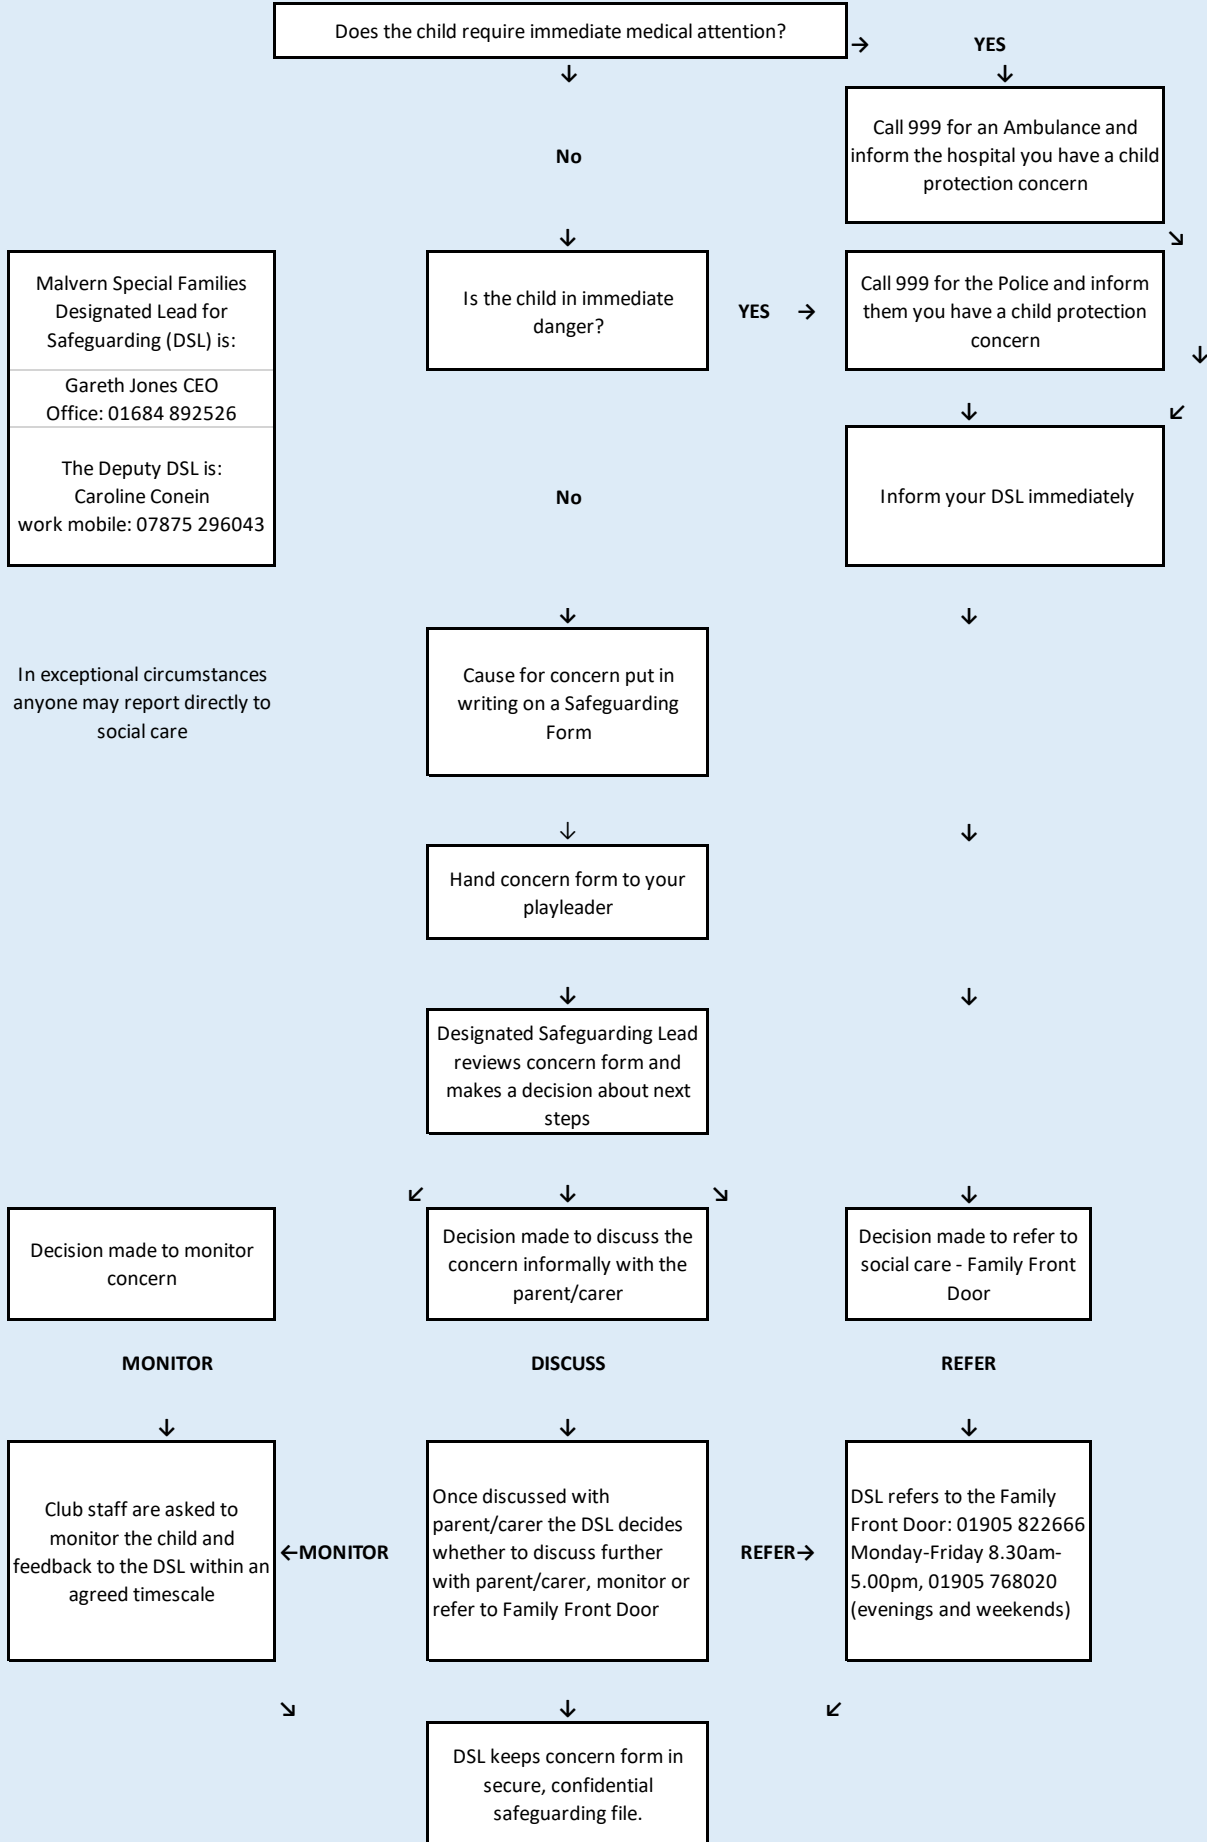 Does the child require immediate medical attention?
→ YES
↓ ↓
Call 999 for an Ambulance and
inform the hospital you have a child
protection concern
No
↓ ↘
Malvern Special Families
Designated Lead for
Safeguarding (DSL) is:
Gareth Jones CEO
Office: 01684 892526
The Deputy DSL is:
Caroline Conein
work mobile: 07875 296043
Is the child in immediate
danger?
YES →
Call 999 for the Police and inform
them you have a child protection
concern
↓
↓ ↙
No
Inform your DSL immediately
↓ ↓
In exceptional circumstances
anyone may report directly to
social care
Cause for concern put in
writing on a Safeguarding
Form
↓ ↓
Hand concern form to your
playleader
↓ ↓
Designated Safeguarding Lead
reviews concern form and
makes a decision about next
steps
↙ ↓ ↘ ↓
Decision made to monitor
concern
Decision made to discuss the
concern informally with the
parent/carer
Decision made to refer to
social care - Family Front
Door
MONITOR DISCUSS REFER
↓ ↓ ↓
Club staff are asked to
monitor the child and
feedback to the DSL within an
agreed timescale
←MONITOR
Once discussed with
parent/carer the DSL decides
whether to discuss further
with parent/carer, monitor or
refer to Family Front Door
REFER→
DSL refers to the Family
Front Door: 01905 822666
Monday-Friday 8.30am-
5.00pm, 01905 768020
(evenings and weekends)
↘ ↓ ↙
DSL keeps concern form in
secure, confidential
safeguarding file.